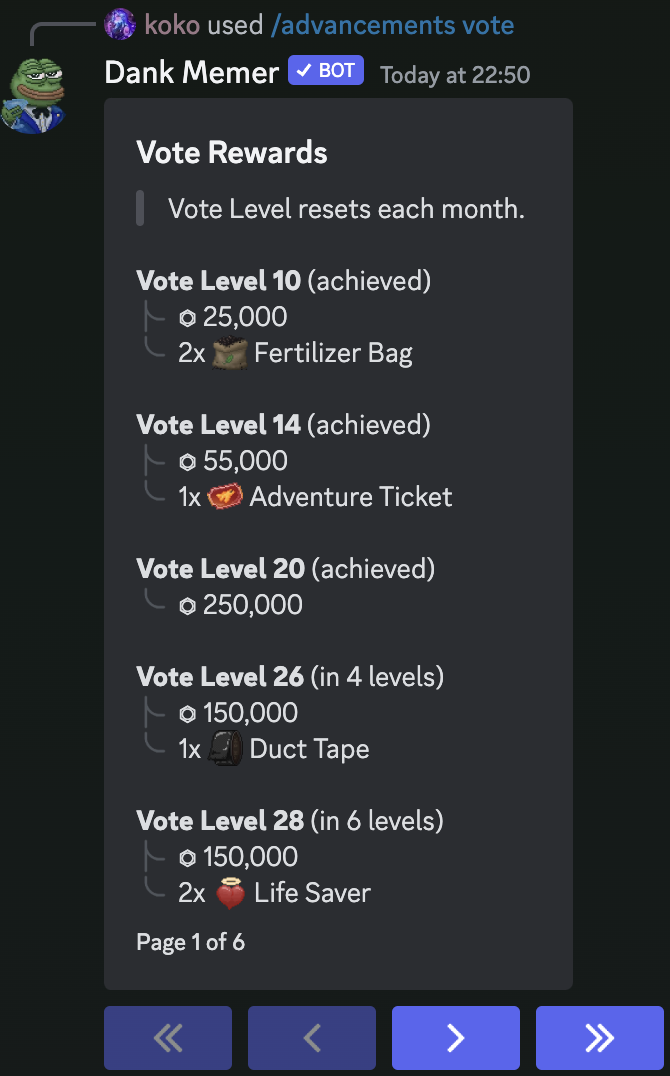 koko used /advancements vote
Dank Memer ✓ BOT Today at 22:50
Vote Rewards
Vote Level resets each month.
Vote Level 10 (achieved)
25,000
2x Fertilizer Bag
Vote Level 14 (achieved)
55,000
1x Adventure Ticket
Vote Level 20 (achieved)
250,000
Vote Level 26 (in 4 levels)
150,000
1x Duct Tape
Vote Level 28 (in 6 levels)
150,000
2x Life Saver
Page 1 of 6